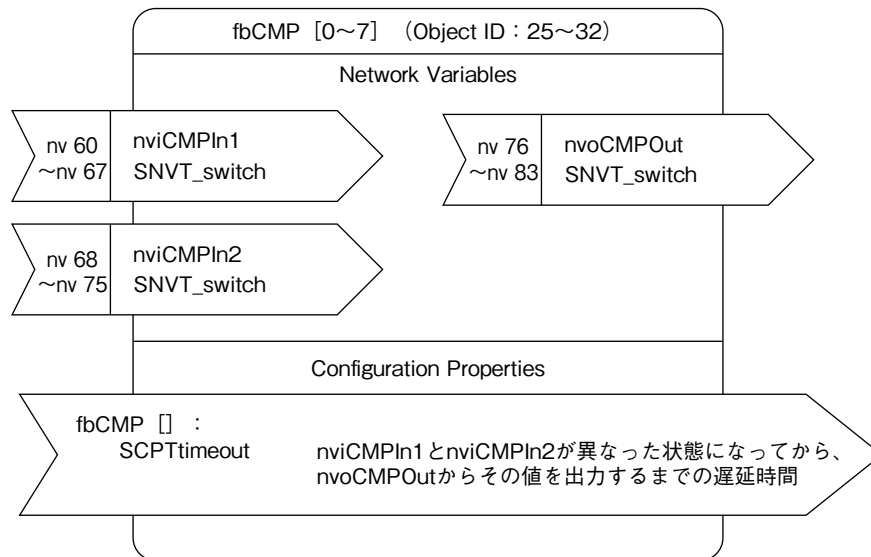 fbCMP [0～7] (Object ID：25～32)
Network Variables
nv 60
～nv 67
nviCMPIn1
SNVT_switch
nv 76
～nv 83
nvoCMPOut
SNVT_switch
nv 68
～nv 75
nviCMPIn2
SNVT_switch
Configuration Properties
fbCMP []：
SCPTtimeout nviCMPIn1とnviCMPIn2が異なった状態になってから、
nvoCMPOutからその値を出力するまでの遅延時間